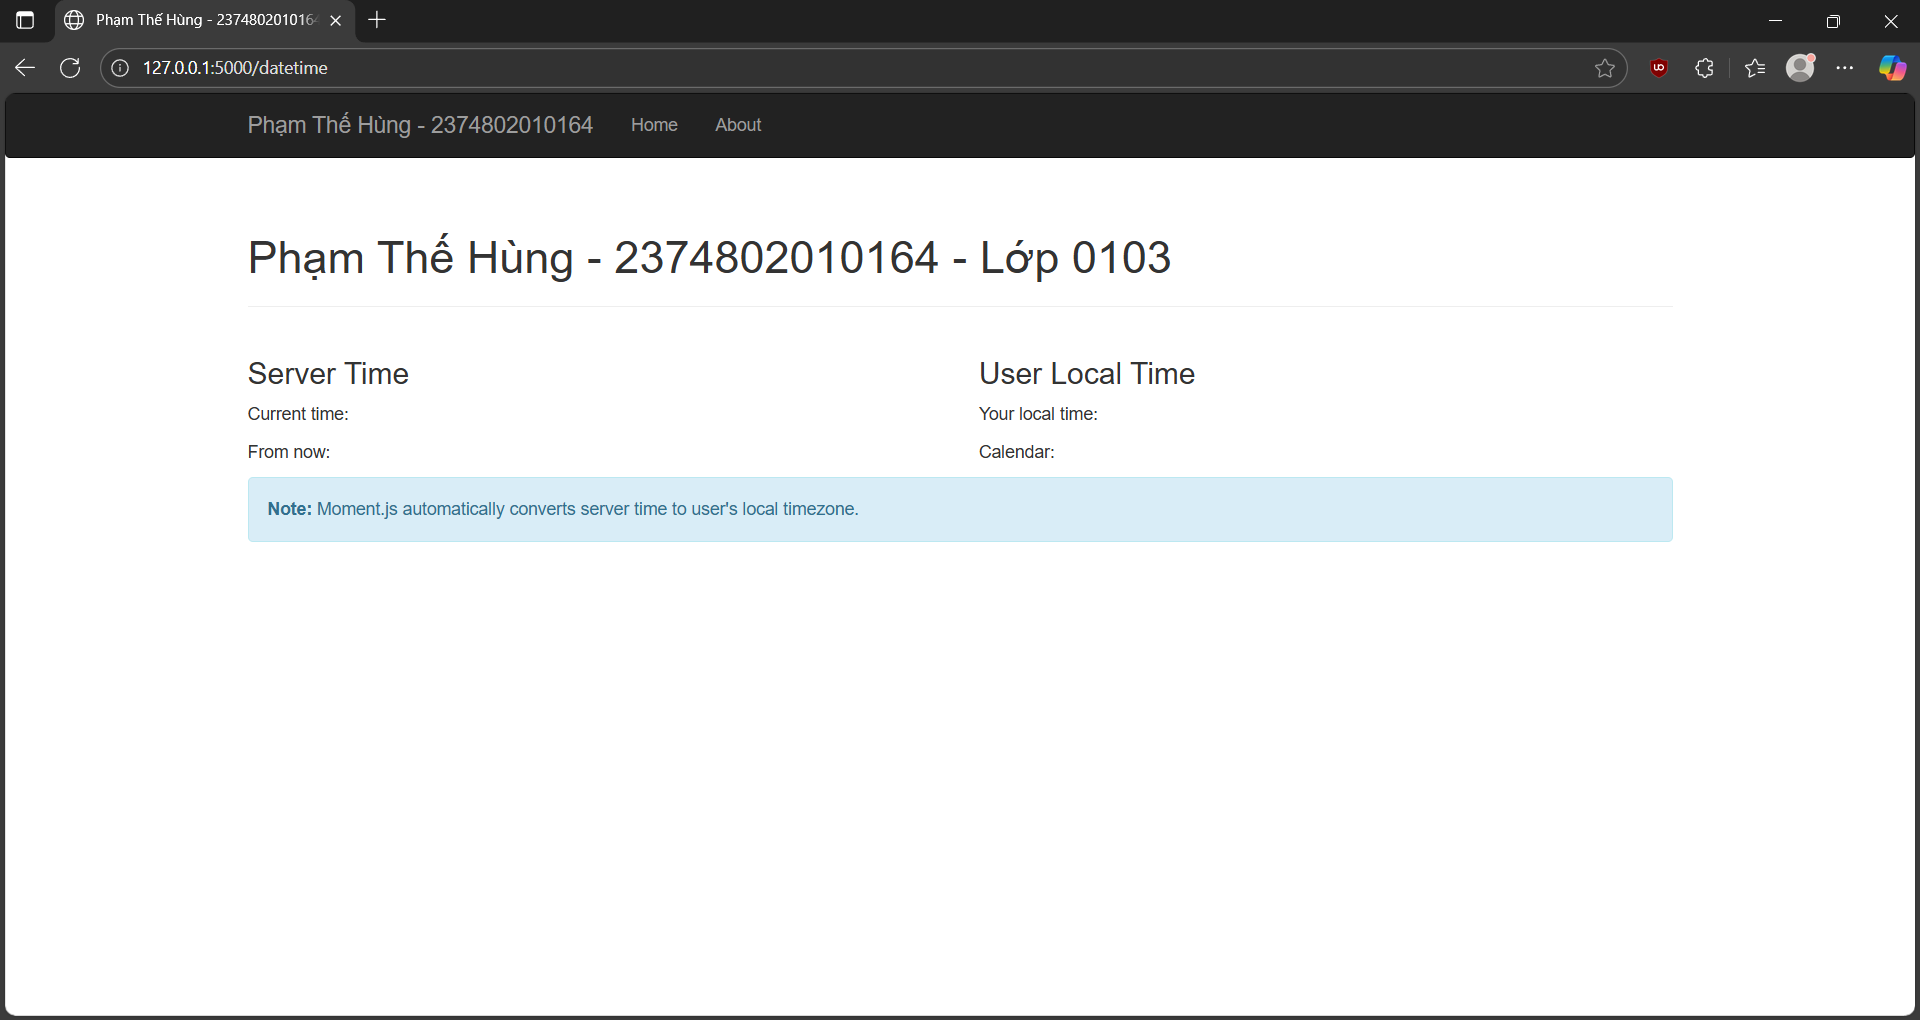 Phạm Thế Hùng - 2374802010164
127.0.0.1:5000/datetime
Phạm Thế Hùng - 2374802010164 Home About
Phạm Thế Hùng - 2374802010164 - Lớp 0103
Server Time
Current time:
From now:
User Local Time
Your local time:
Calendar:
Note: Moment.js automatically converts server time to user's local timezone.